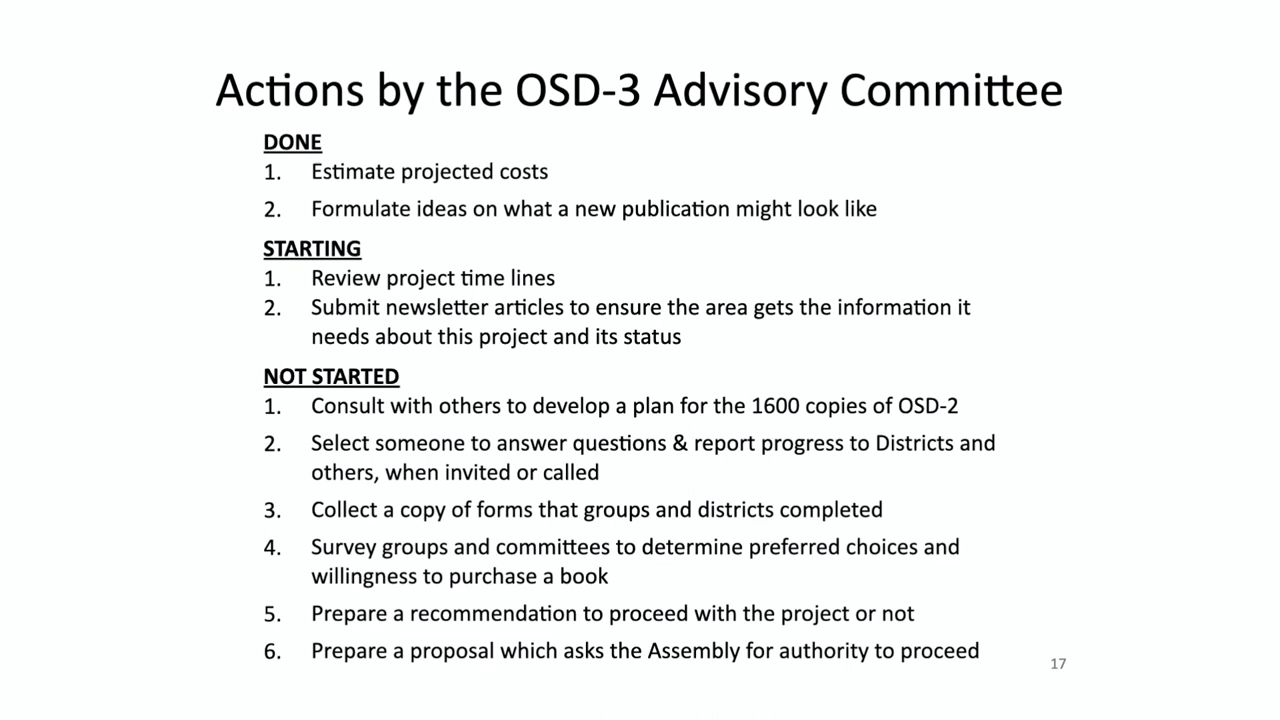 Actions by the OSD-3 Advisory Committee
DONE
1. Estimate projected costs
2. Formulate ideas on what a new publication might look like
STARTING
1. Review project time lines
2. Submit newsletter articles to ensure the area gets the information it
needs about this project and its status
NOT STARTED
1. Consult with others to develop a plan for the 1600 copies of OSD-2
2. Select someone to answer questions & report progress to Districts and
others, when invited or called
3. Collect a copy of forms that groups and districts completed
4. Survey groups and committees to determine preferred choices and
willingness to purchase a book
5. Prepare a recommendation to proceed with the project or not
6. Prepare a proposal which asks the Assembly for authority to proceed
17